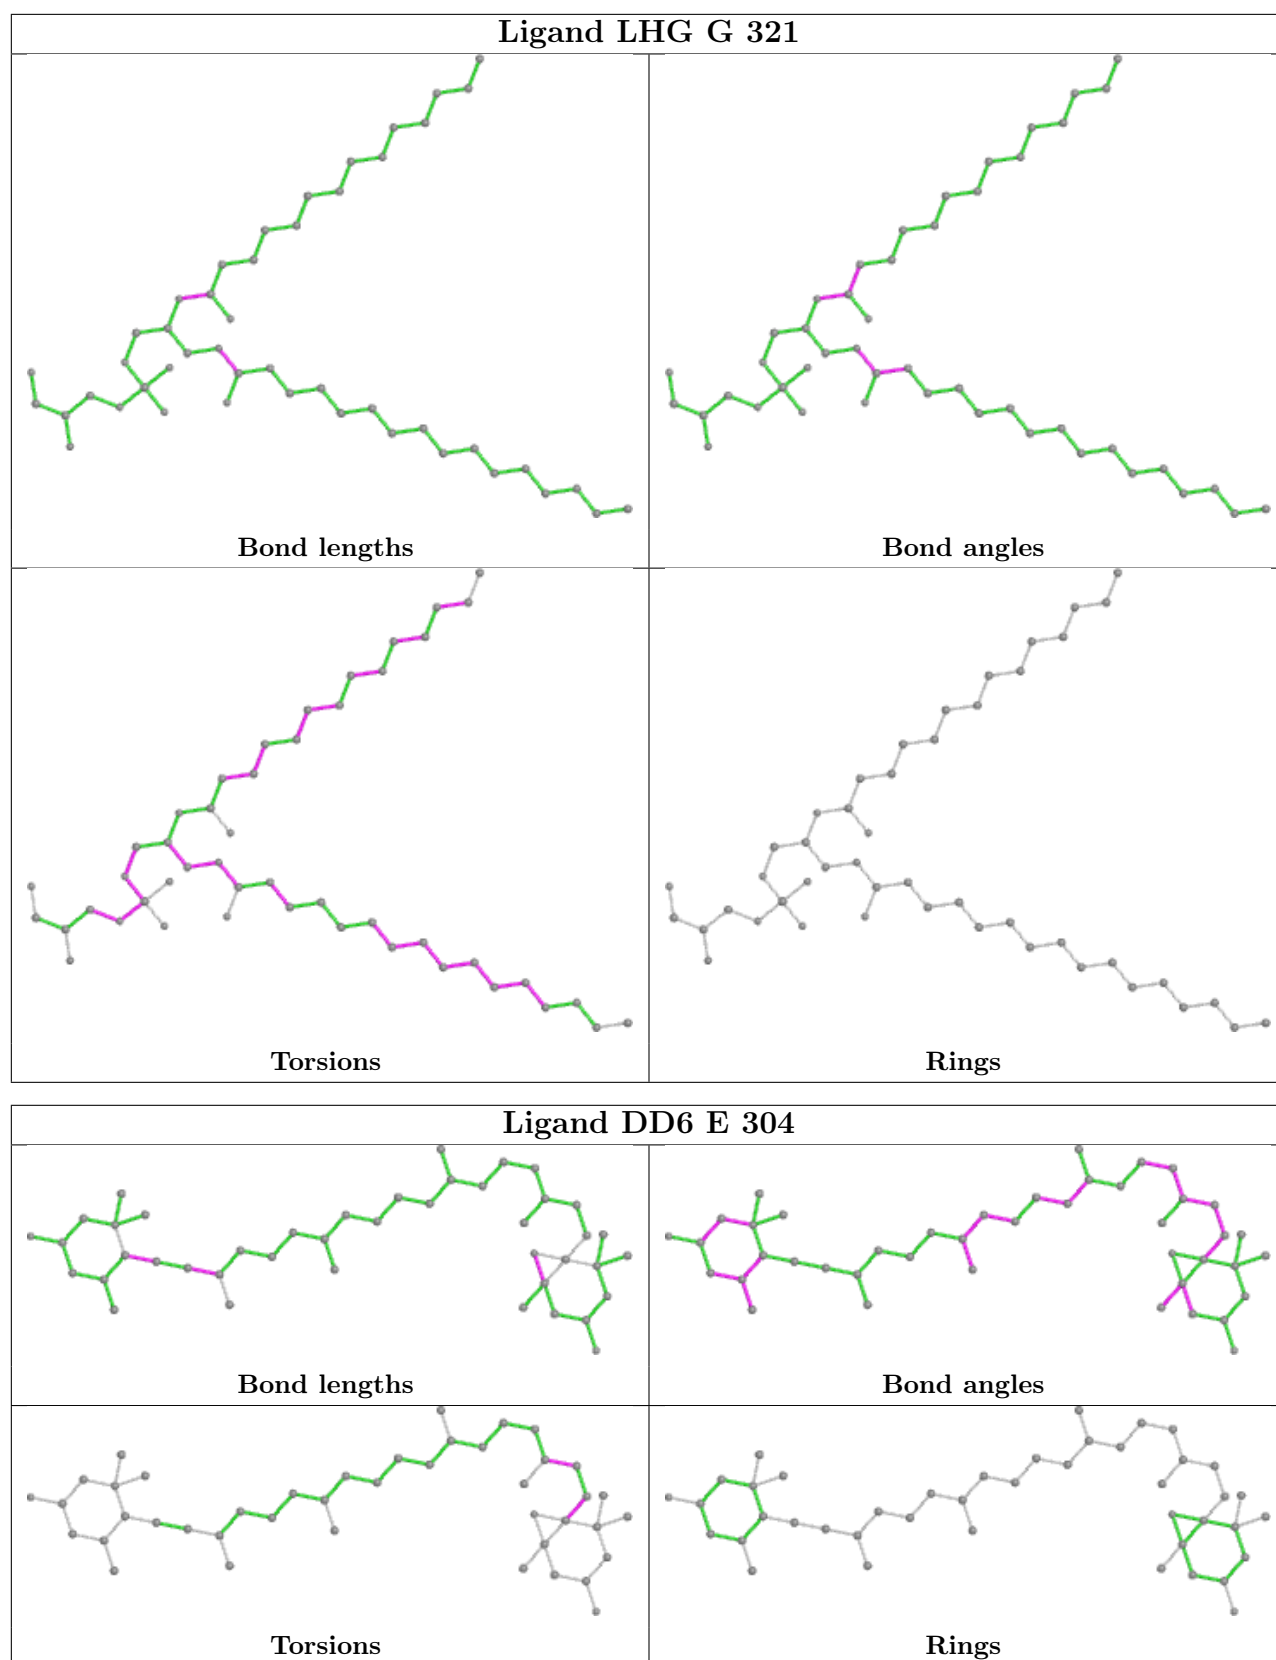 Ligand LHG G 321
Bond lengths
Bond angles
Torsions
Rings
Ligand DD6 E 304
Bond lengths
Bond angles
Torsions
Rings